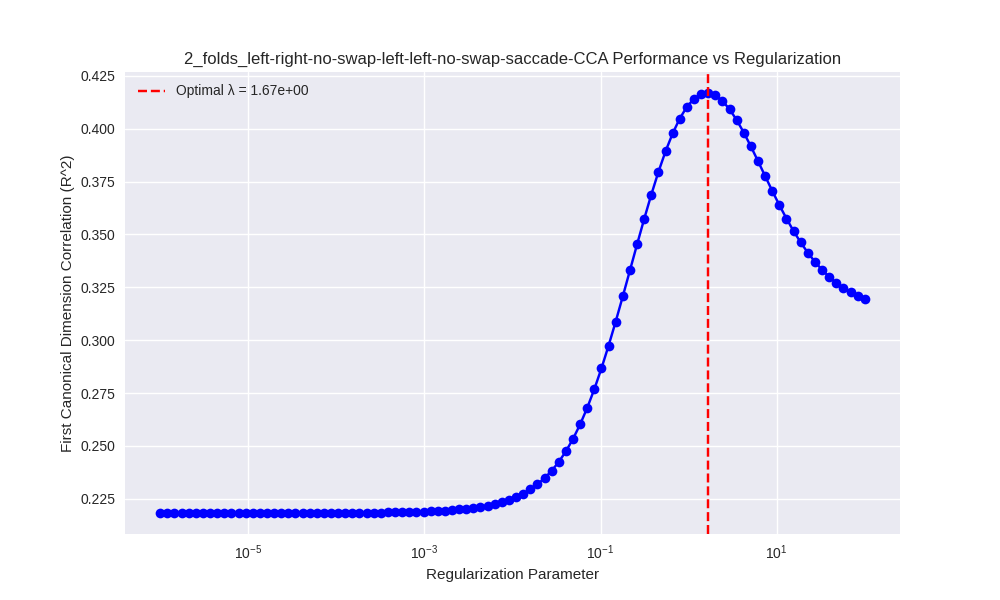 2_folds_left-right-no-swap-left-left-no-swap-saccade-CCA Performance vs Regularization
Optimal λ = 1.67e+00
First Canonical Dimension Correlation (R^2)
0.425
0.400
0.375
0.350
0.325
0.300
0.275
0.250
0.225
10⁻⁵ 10⁻³ 10⁻¹ 10¹
Regularization Parameter